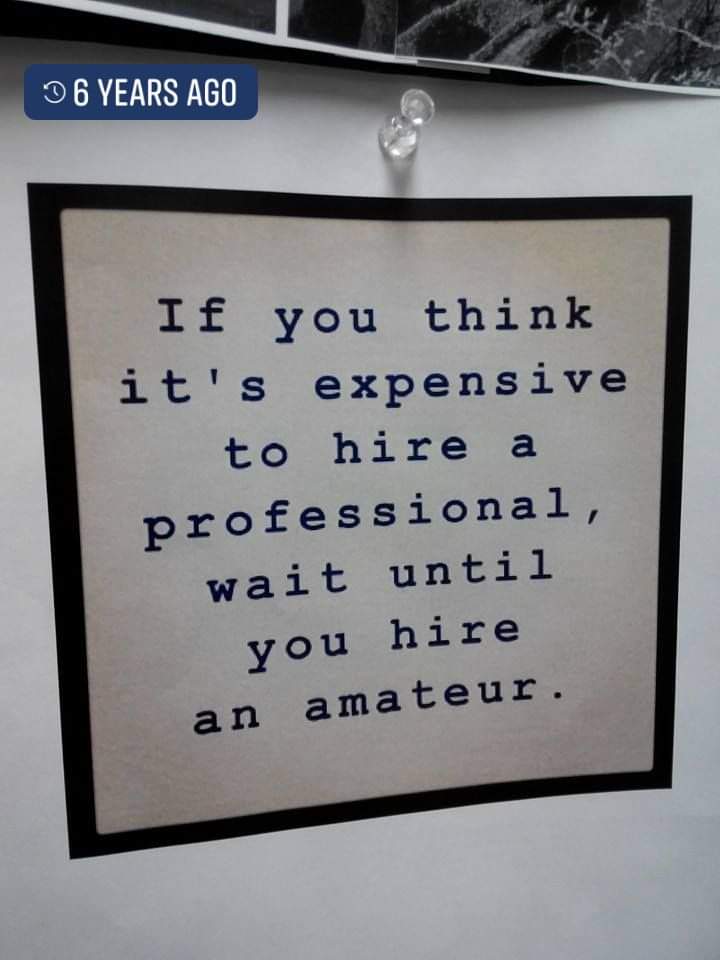 6 YEARS AGO
If you think
it's expensive
to hire a
professional,
wait until
you hire
an amateur.